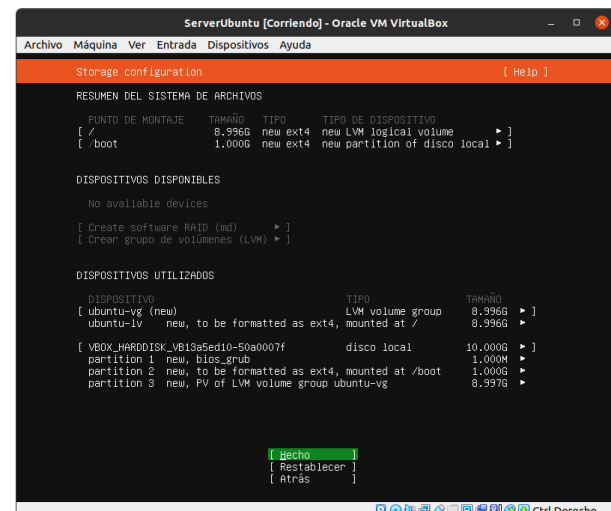 ServerUbuntu [Corriendo] - Oracle VM VirtualBox
Archivo Máquina Ver Entrada Dispositivos Ayuda
Storage configuration [ Help ]
RESUMEN DEL SISTEMA DE ARCHIVOS
PUNTO DE MONTAJE TAMAÑO TIPO TIPO DE DISPOSITIVO
[ / 8.996G new ext4 new LVM logical volume ▸ ]
[ /boot 1.000G new ext4 new partition of disco local ▸ ]
DISPOSITIVOS DISPONIBLES
No available devices
[ Create software RAID (md) ▸ ]
[ Crear grupo de volúmenes (LVM) ▸ ]
DISPOSITIVOS UTILIZADOS
DISPOSITIVO TIPO TAMAÑO
[ ubuntu-vg (new) LVM volume group 8.996G ▸ ]
ubuntu-lv new, to be formatted as ext4, mounted at / 8.996G ▸
[ VBOX_HARDDISK_VB13a5ed10-50a0007f disco local 10.000G ▸ ]
partition 1 new, bios_grub 1.000M ▸
partition 2 new, to be formatted as ext4, mounted at /boot 1.000G ▸
partition 3 new, PV of LVM volume group ubuntu-vg 8.997G ▸
[ Hecho ]
[ Restablecer ]
[ Atrás ]
Ctrl Derecho